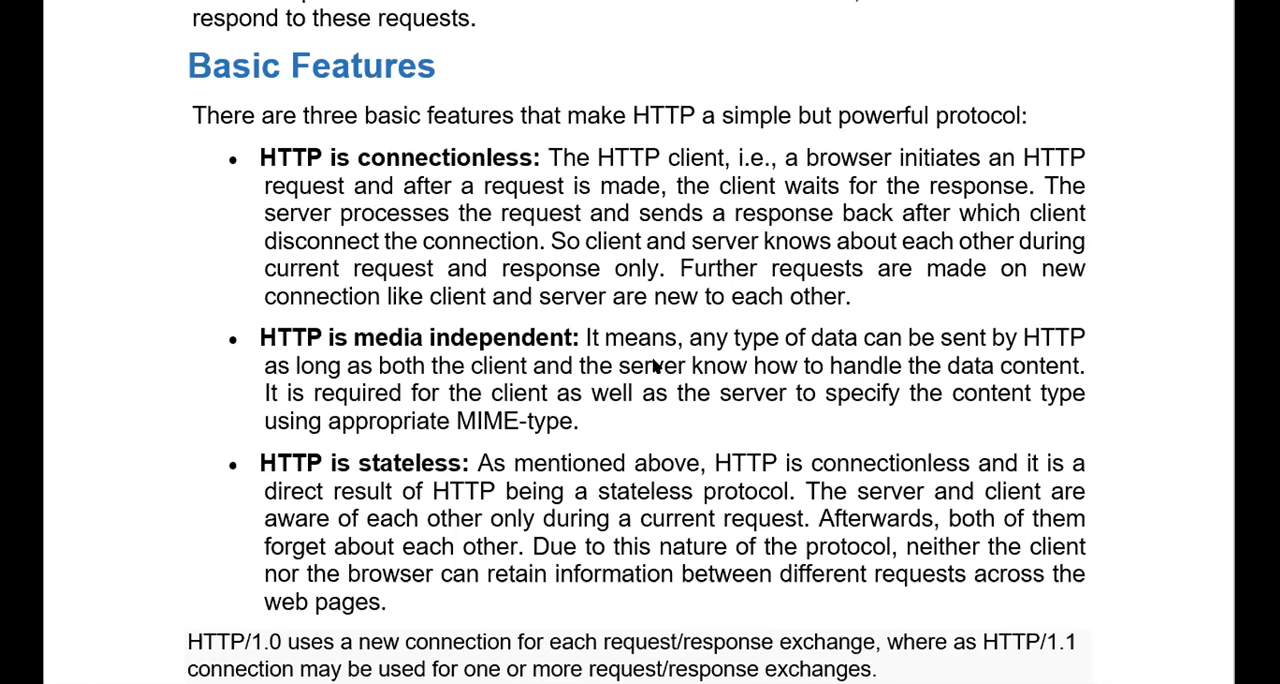 respond to these requests.
Basic Features
There are three basic features that make HTTP a simple but powerful protocol:
• HTTP is connectionless: The HTTP client, i.e., a browser initiates an HTTP
request and after a request is made, the client waits for the response. The
server processes the request and sends a response back after which client
disconnect the connection. So client and server knows about each other during
current request and response only. Further requests are made on new
connection like client and server are new to each other.
• HTTP is media independent: It means, any type of data can be sent by HTTP
as long as both the client and the server know how to handle the data content.
It is required for the client as well as the server to specify the content type
using appropriate MIME-type.
• HTTP is stateless: As mentioned above, HTTP is connectionless and it is a
direct result of HTTP being a stateless protocol. The server and client are
aware of each other only during a current request. Afterwards, both of them
forget about each other. Due to this nature of the protocol, neither the client
nor the browser can retain information between different requests across the
web pages.
HTTP/1.0 uses a new connection for each request/response exchange, where as HTTP/1.1
connection may be used for one or more request/response exchanges.